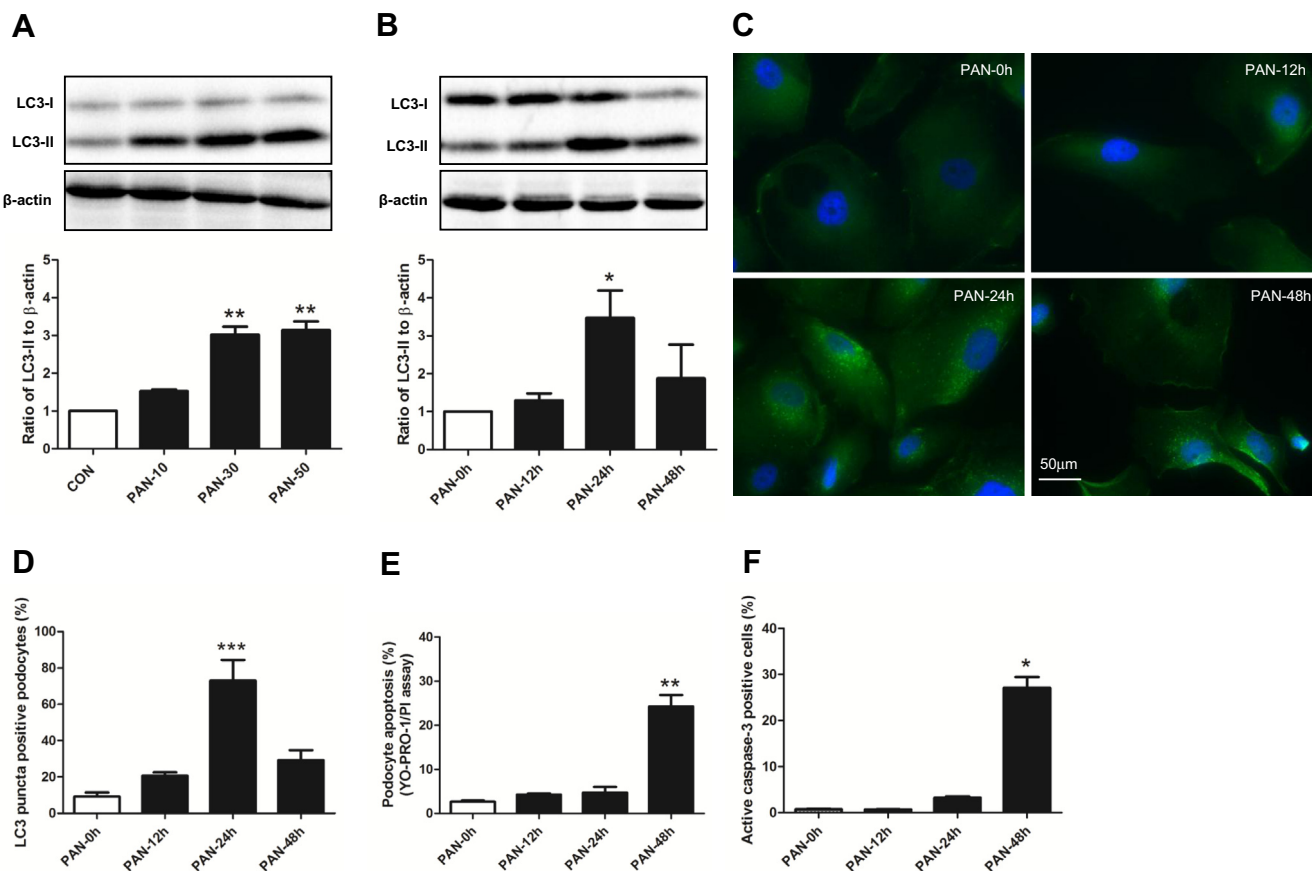 A
B
C
LC3-I
LC3-II
β-actin
Ratio of LC3-II to β-actin
5
4
3
2
1
0
**
**
CON
PAN-10
PAN-30
PAN-50
LC3-I
LC3-II
β-actin
Ratio of LC3-II to β-actin
5
4
3
2
1
0
*
PAN-0h
PAN-12h
PAN-24h
PAN-48h
PAN-0h
PAN-12h
PAN-24h
PAN-48h
50μm
D
E
F
LC3 puncta positive podocytes (%)
100
80
60
40
20
0
***
PAN-0h
PAN-12h
PAN-24h
PAN-48h
Podocyte apoptosis (%)
(YO-PRO-1/PI assay)
40
30
20
10
0
**
PAN-0h
PAN-12h
PAN-24h
PAN-48h
Active caspase-3 positive cells (%)
40
30
20
10
0
*
PAN-0h
PAN-12h
PAN-24h
PAN-48h